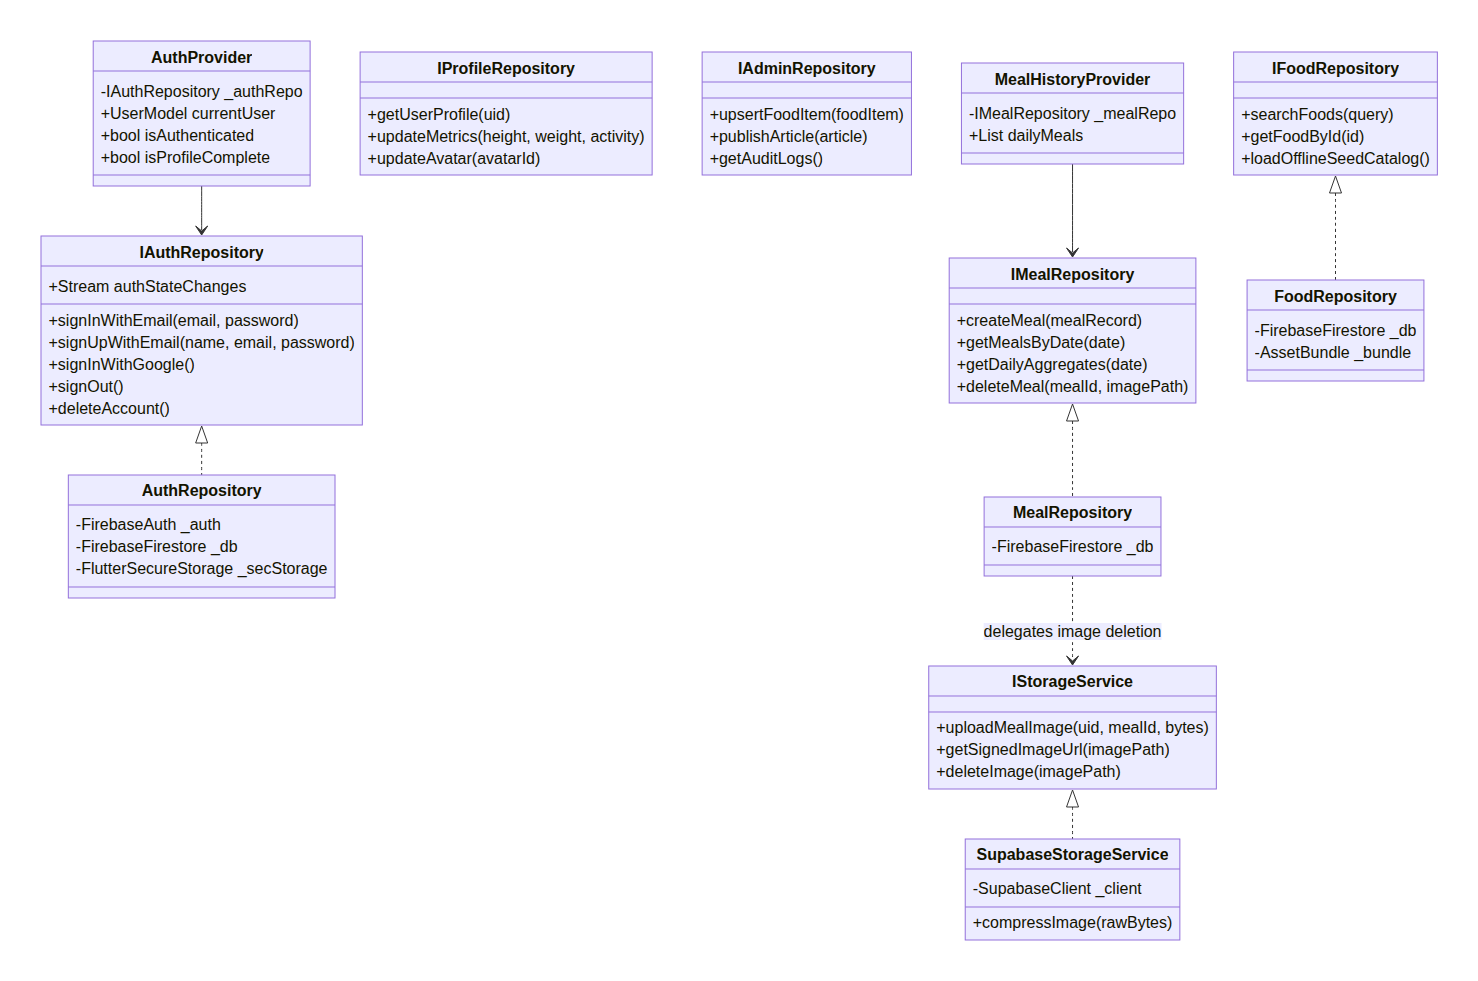 AuthProvider
-IAuthRepository _authRepo
+UserModel currentUser
+bool isAuthenticated
+bool isProfileComplete
IProfileRepository
+getUserProfile(uid)
+updateMetrics(height, weight, activity)
+updateAvatar(avatarId)
IAdminRepository
+upsertFoodItem(foodItem)
+publishArticle(article)
+getAuditLogs()
MealHistoryProvider
-IMealRepository _mealRepo
+List dailyMeals
IFoodRepository
+searchFoods(query)
+getFoodById(id)
+loadOfflineSeedCatalog()
IAuthRepository
+Stream authStateChanges
+signInWithEmail(email, password)
+signUpWithEmail(name, email, password)
+signInWithGoogle()
+signOut()
+deleteAccount()
IMealRepository
+createMeal(mealRecord)
+getMealsByDate(date)
+getDailyAggregates(date)
+deleteMeal(mealId, imagePath)
FoodRepository
-FirebaseFirestore _db
-AssetBundle _bundle
AuthRepository
-FirebaseAuth _auth
-FirebaseFirestore _db
-FlutterSecureStorage _secStorage
MealRepository
-FirebaseFirestore _db
delegates image deletion
IStorageService
+uploadMealImage(uid, mealId, bytes)
+getSignedImageUrl(imagePath)
+deleteImage(imagePath)
SupabaseStorageService
-SupabaseClient _client
+compressImage(rawBytes)